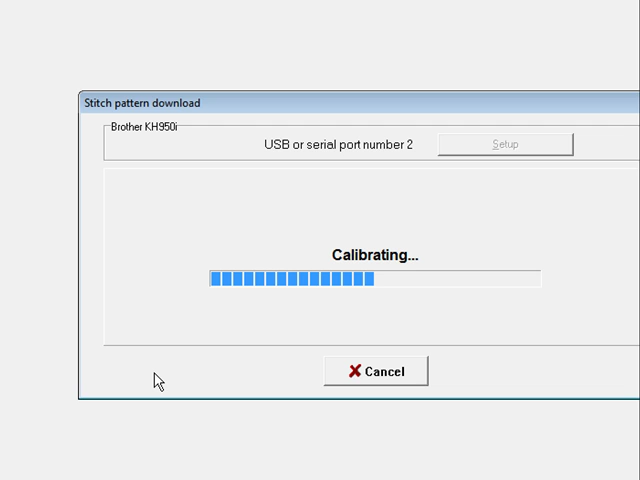 Stitch pattern download
Brother KH950i
USB or serial port number 2
Setup
Calibrating...
Cancel